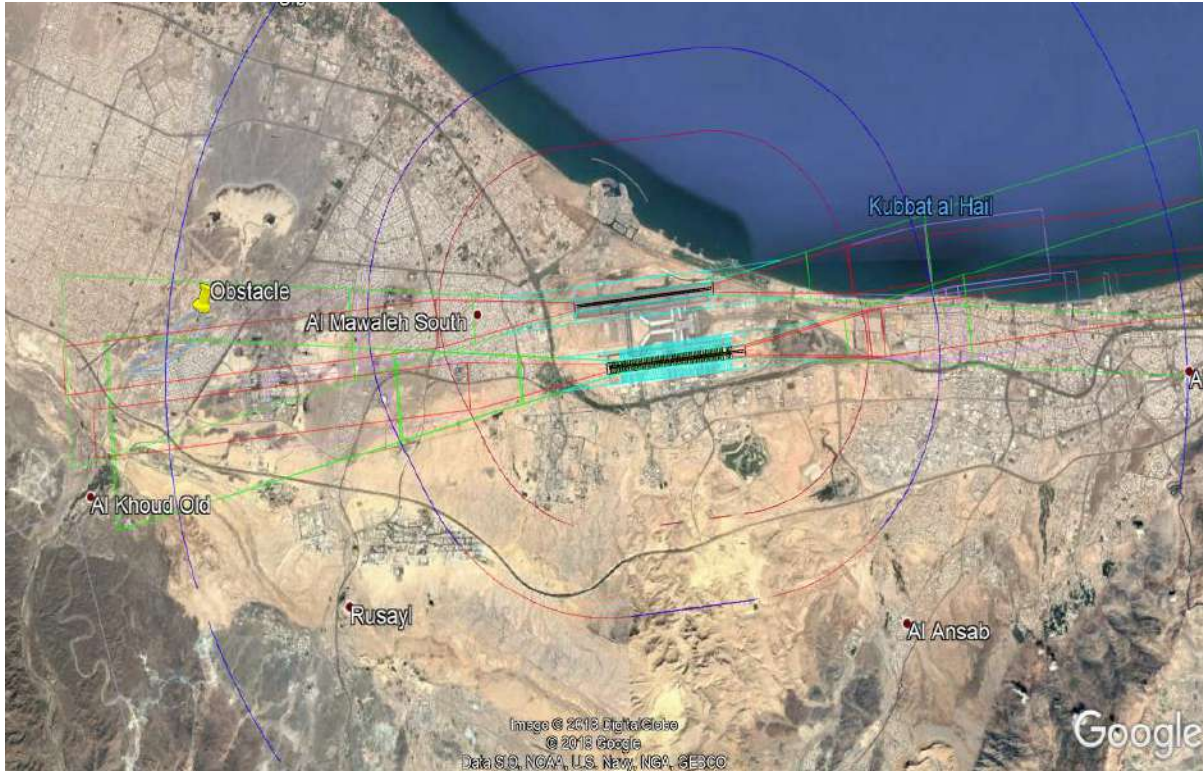 Kubbat al Hail
Obstacle
Al Mawaleh South
Al Khoud Old
Rusayl
Al Ansab
Image © 2018 DigitalGlobe
© 2018 Google
Data SIO, NOAA, U.S. Navy, NGA, GEBCO
Google